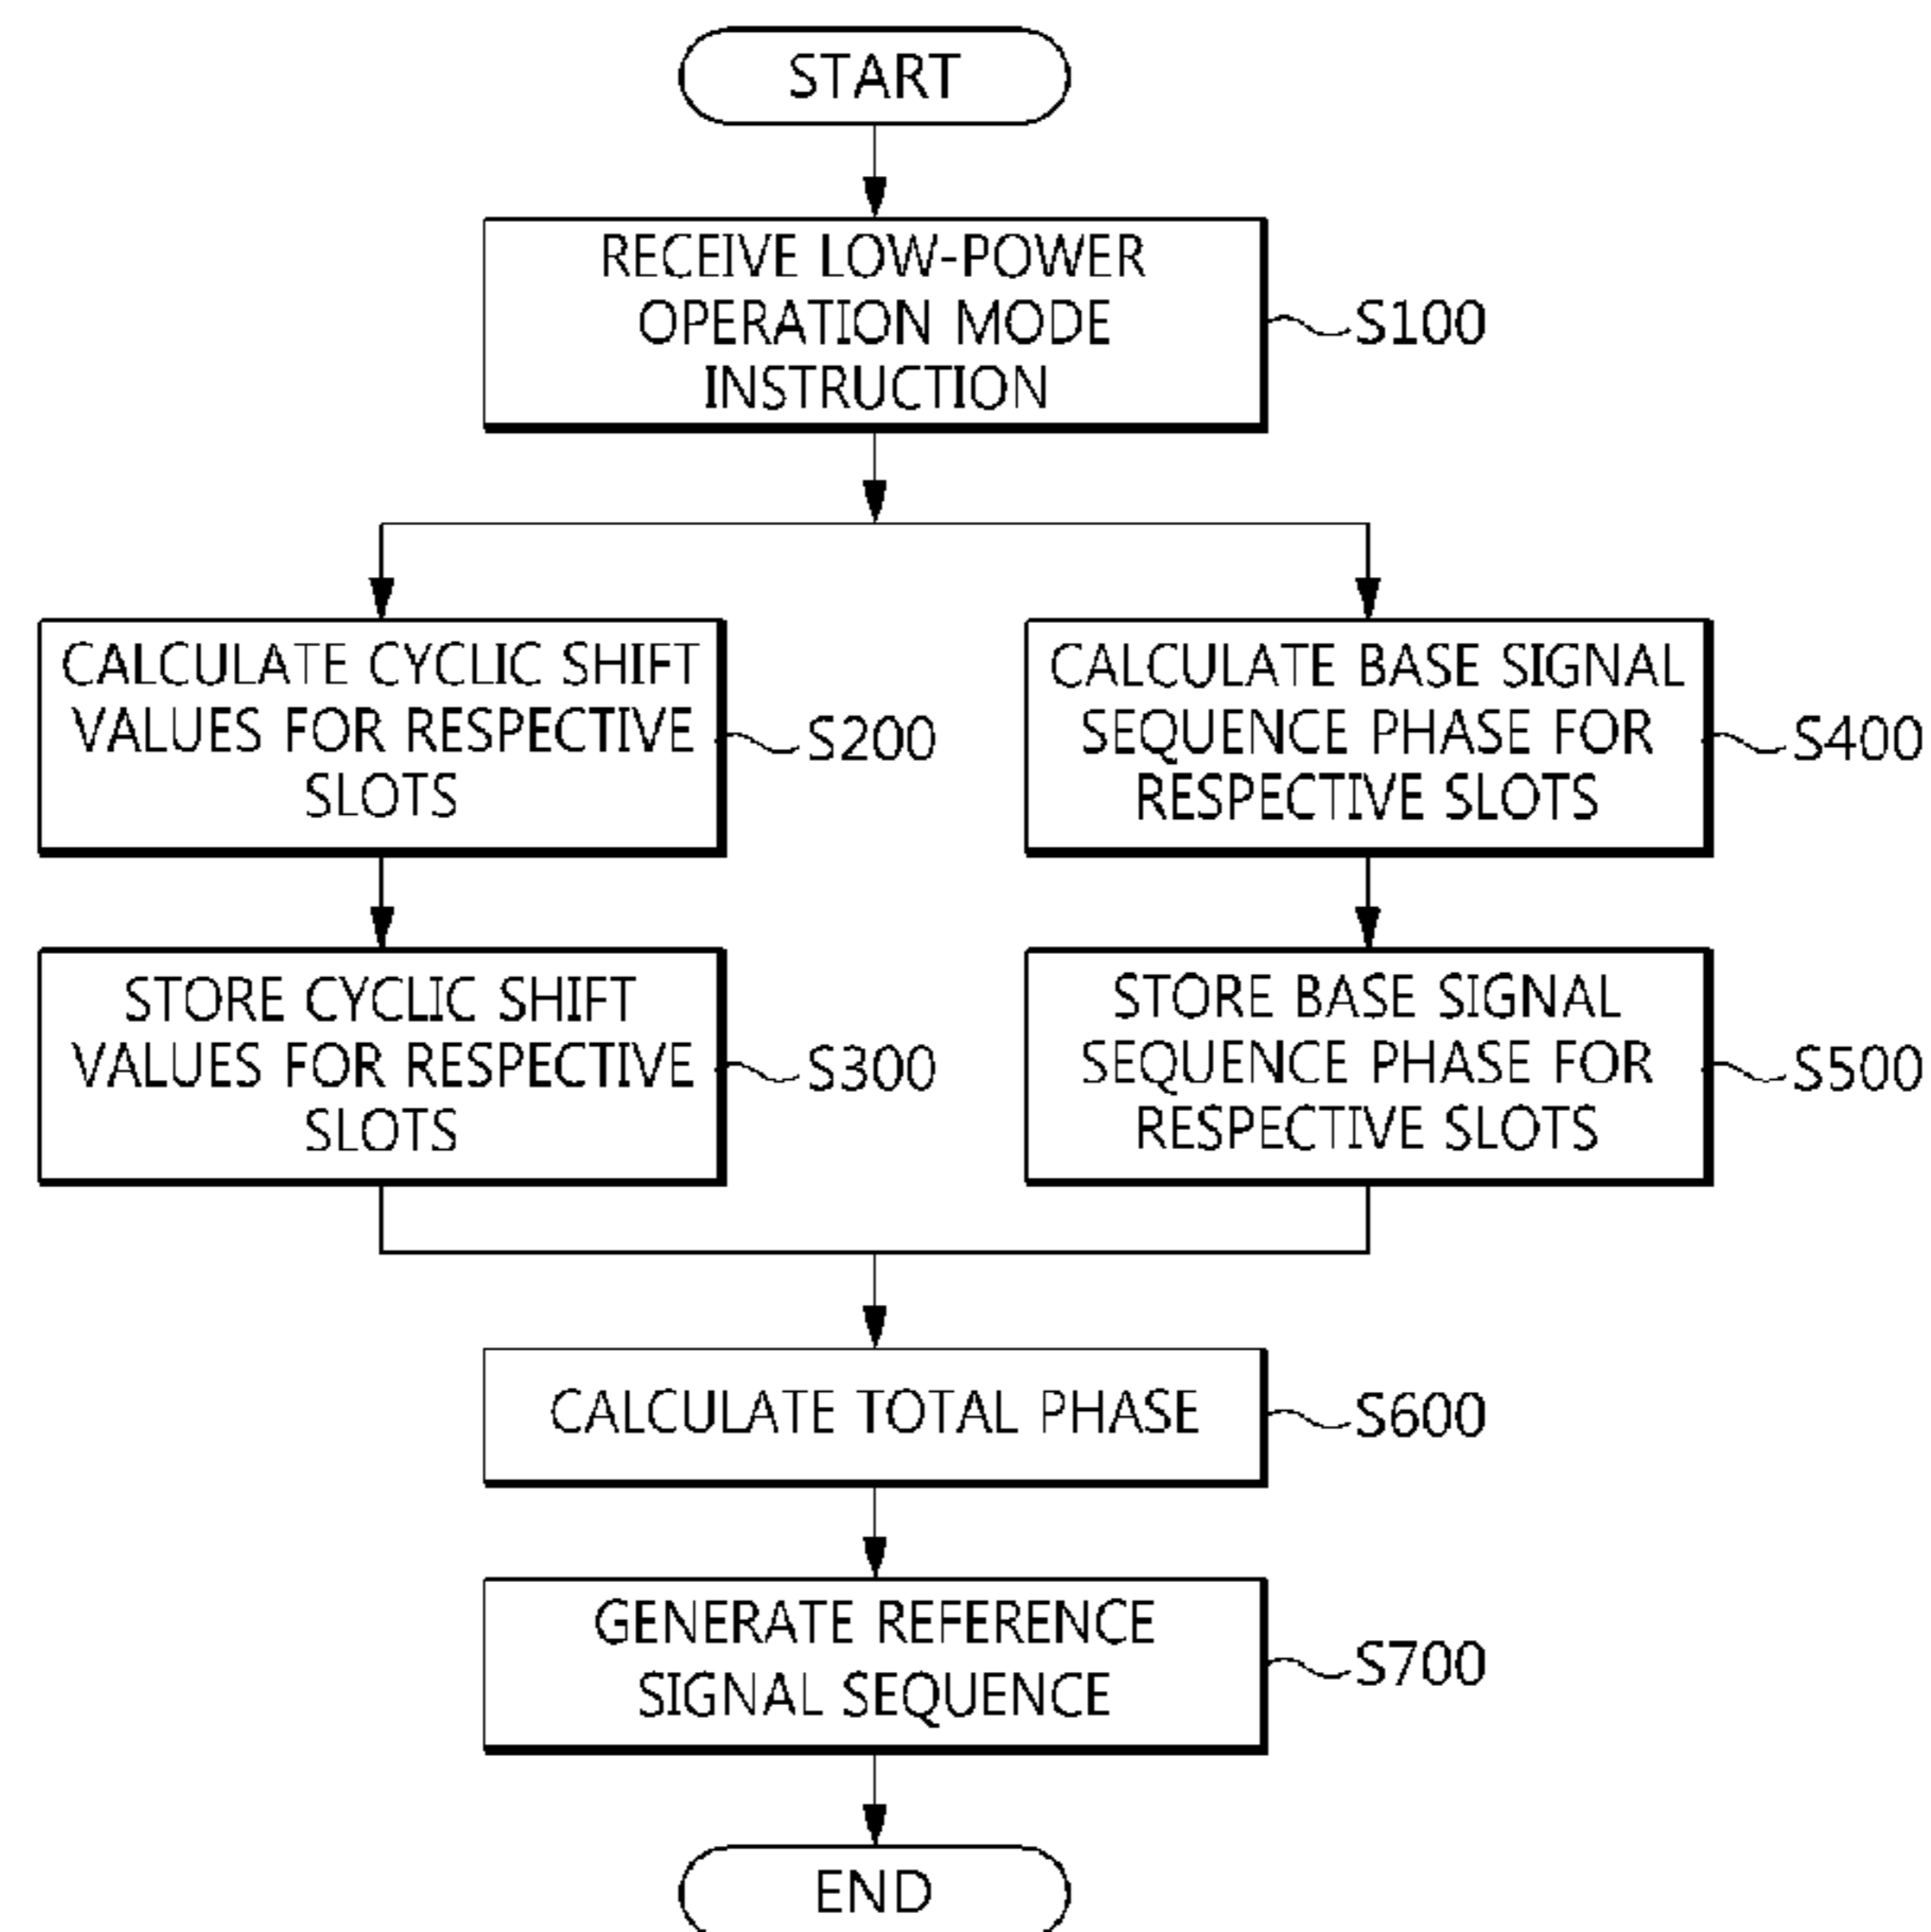 START
RECEIVE LOW-POWER
OPERATION MODE
INSTRUCTION
S100
CALCULATE CYCLIC SHIFT
VALUES FOR RESPECTIVE
SLOTS
S200
CALCULATE BASE SIGNAL
SEQUENCE PHASE FOR
RESPECTIVE SLOTS
S400
STORE CYCLIC SHIFT
VALUES FOR RESPECTIVE
SLOTS
S300
STORE BASE SIGNAL
SEQUENCE PHASE FOR
RESPECTIVE SLOTS
S500
CALCULATE TOTAL PHASE
S600
GENERATE REFERENCE
SIGNAL SEQUENCE
S700
END